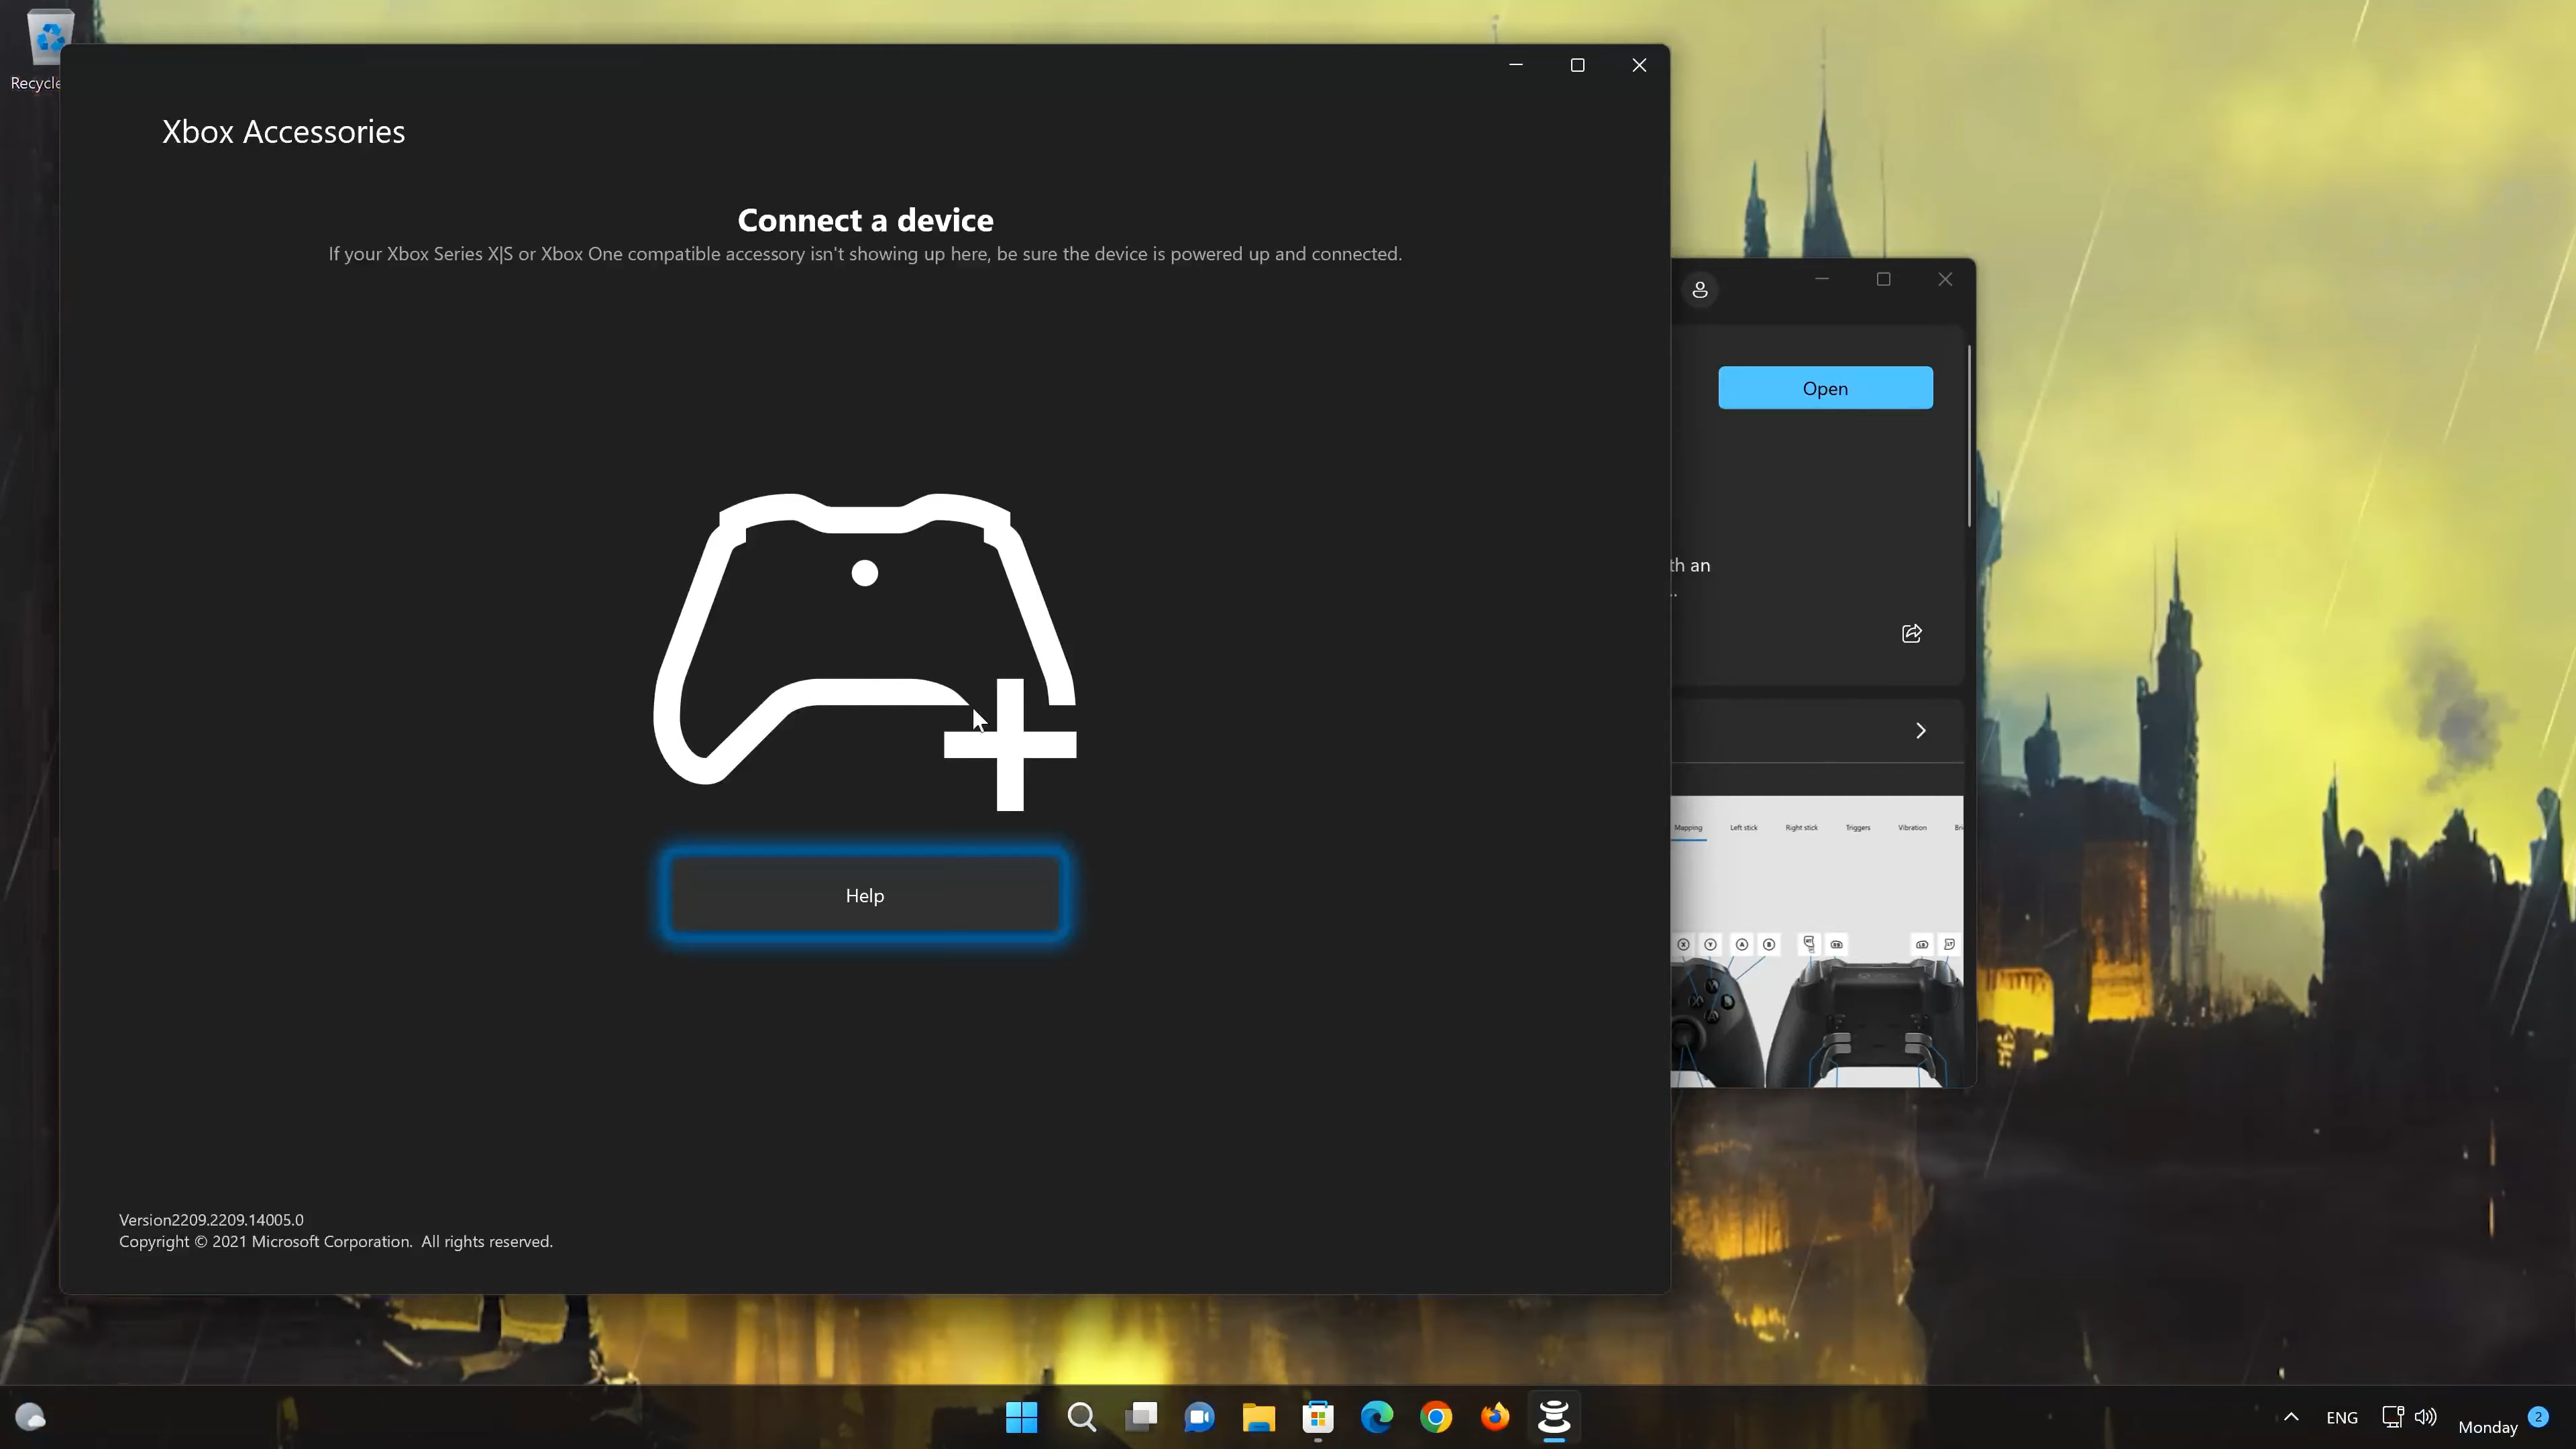 Recycle
Xbox Accessories
Connect a device
If your Xbox Series X|S or Xbox One compatible accessory isn't showing up here, be sure the device is powered up and connected.
Open
th an
..
Mapping Left stick Right stick Triggers Vibration
X Y A B
Help
Version2209.2209.14005.0
Copyright © 2021 Microsoft Corporation. All rights reserved.
ENG
Monday
2